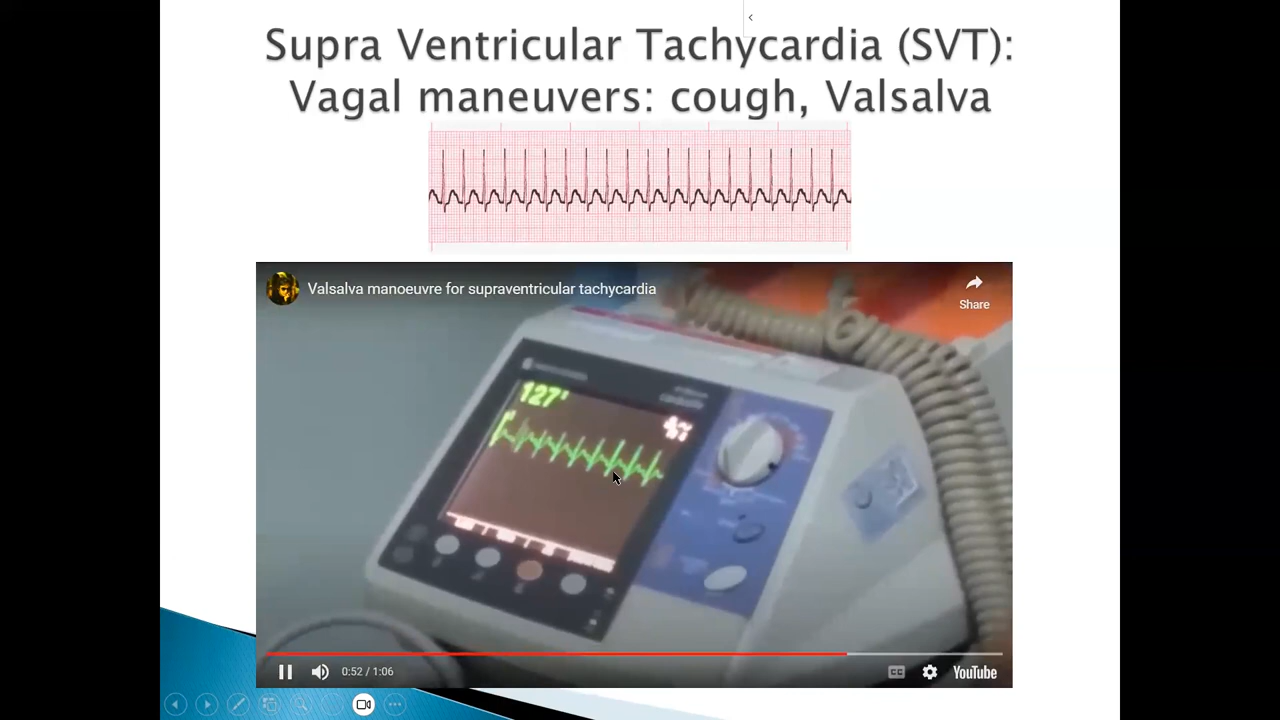 Supra Ventricular Tachycardia (SVT):
Vagal maneuvers: cough, Valsalva
Valsalva manoeuvre for supraventricular tachycardia
Share
127
0:52 / 1:06
CC
YouTube